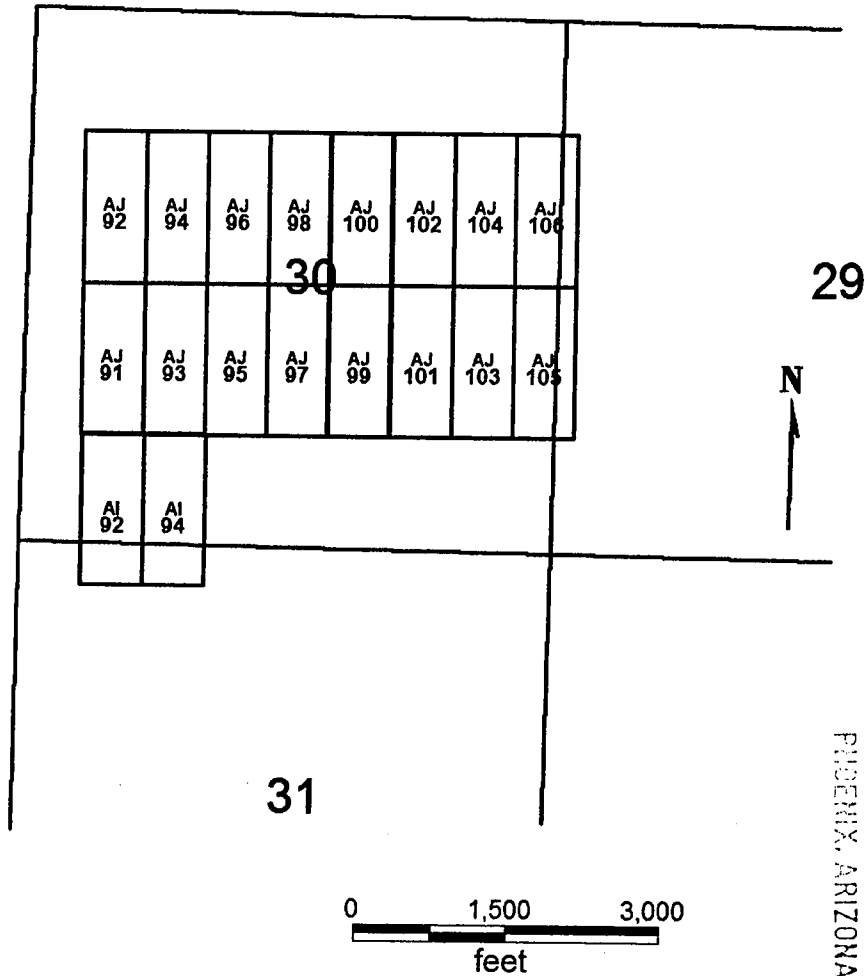 AJ
92
AJ
94
AJ
96
AJ
98
AJ
100
AJ
102
AJ
104
AJ
106
30
29
AJ
91
AJ
93
AJ
95
AJ
97
AJ
99
AJ
101
AJ
103
AJ
105
N
AI
92
AI
94
31
PHOENIX, ARIZONA
0 1,500 3,000
feet